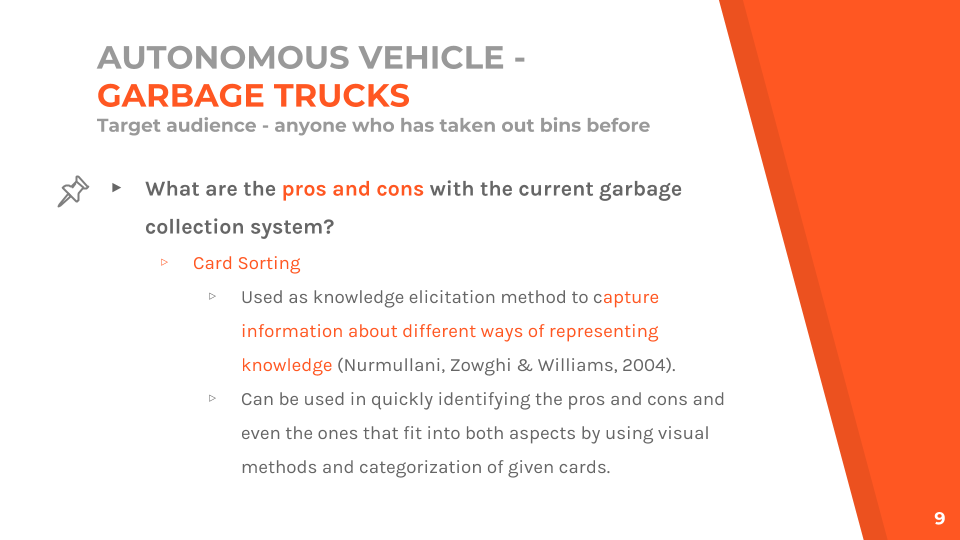 AUTONOMOUS VEHICLE -
GARBAGE TRUCKS
Target audience - anyone who has taken out bins before
What are the pros and cons with the current garbage
collection system?
Card Sorting
Used as knowledge elicitation method to capture
information about different ways of representing
knowledge (Nurmullani, Zowghi & Williams, 2004).
Can be used in quickly identifying the pros and cons and
even the ones that fit into both aspects by using visual
methods and categorization of given cards.
9